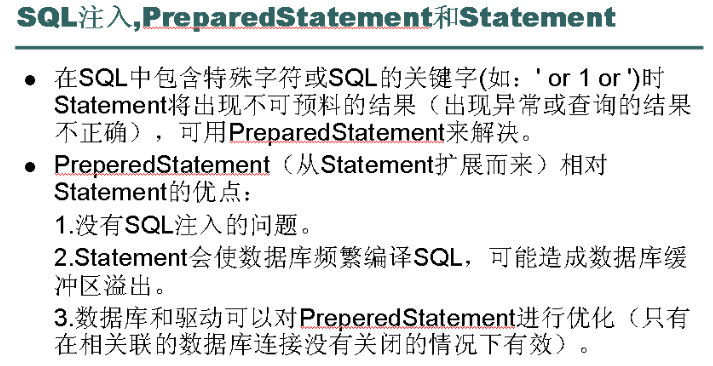 SQL注入,PreparedStatement和Statement
● 在SQL中包含特殊字符或SQL的关键字(如：' or 1 or ')时
Statement将出现不可预料的结果（出现异常或查询的结果
不正确），可用PreparedStatement来解决。
● PreperedStatement（从Statement扩展而来）相对
Statement的优点：
1.没有SQL注入的问题。
2.Statement会使数据库频繁编译SQL，可能造成数据库缓
冲区溢出。
3.数据库和驱动可以对PreperedStatement进行优化（只有
在相关联的数据库连接没有关闭的情况下有效）。